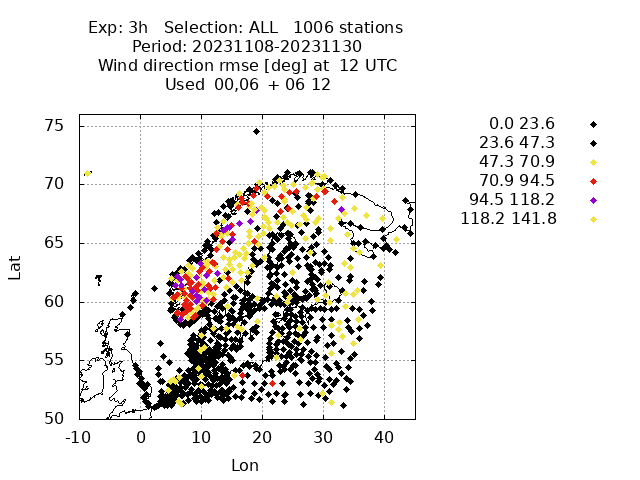 Exp: 3h   Selection: ALL   1006 stations
Period: 20231108-20231130
Wind direction rmse [deg] at  12 UTC
Used  00,06  + 06 12
0.0 23.6
23.6 47.3
47.3 70.9
70.9 94.5
94.5 118.2
118.2 141.8
75
70
65
60
55
50
Lat
-10 0 10 20 30 40
Lon